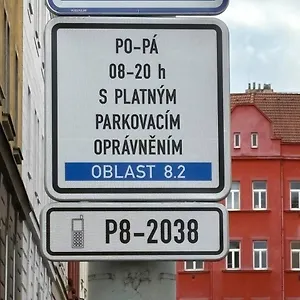 PO-PÁ
08-20 h
S PLATNÝM
PARKOVACÍM
OPRÁVNĚNÍM
OBLAST 8.2
P8-2038